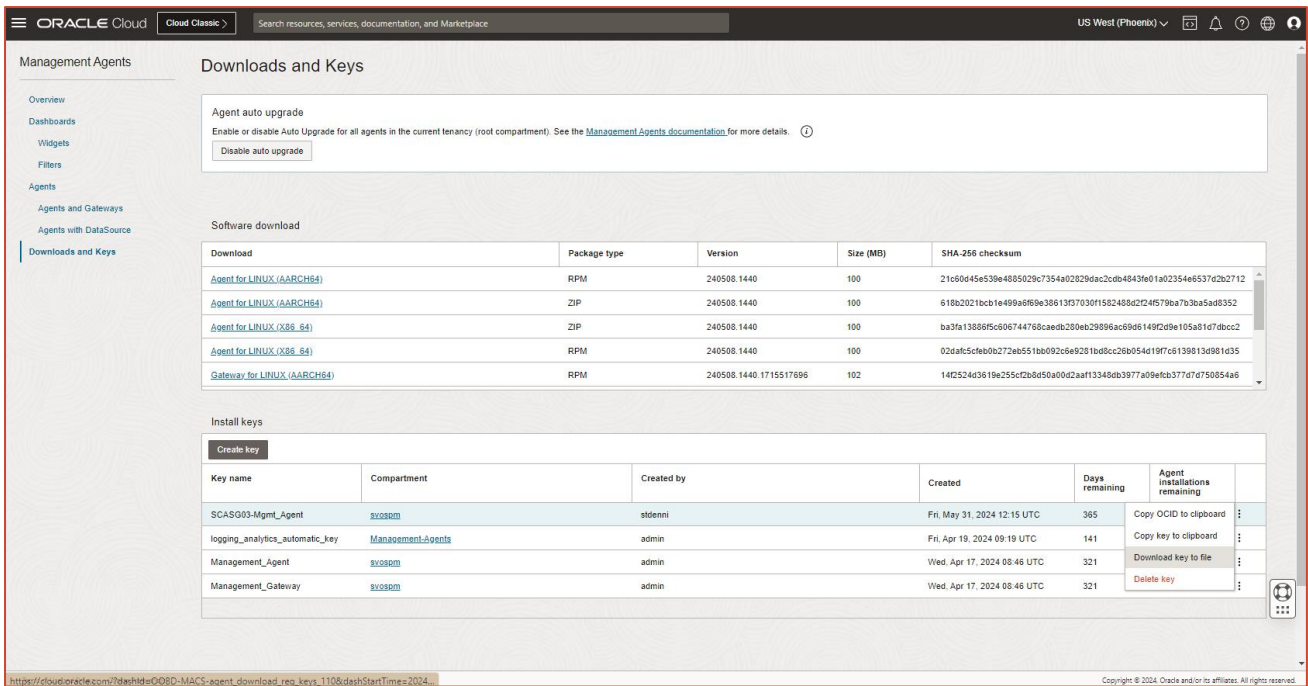 ORACLE Cloud
Cloud Classic >
Search resources, services, documentation, and Marketplace
US West (Phoenix)
Management Agents
Overview
Dashboards
Widgets
Filters
Agents
Agents and Gateways
Agents with DataSource
Downloads and Keys
Downloads and Keys
Agent auto upgrade
Enable or disable Auto Upgrade for all agents in the current tenancy (root compartment). See the Management Agents documentation for more details.
Disable auto upgrade
Software download
Download Package type Version Size (MB) SHA-256 checksum
Agent for LINUX (AARCH64) RPM 240508.1440 100 21c60d45e539e4885029c7354a02829dac2cdb4843fe01a02354e6537d2b2712
Agent for LINUX (AARCH64) ZIP 240508.1440 100 618b2021bcb1e499a6f69e38613f37030f1582488d2f24f579ba7b3ba5ad8352
Agent for LINUX (X86_64) ZIP 240508.1440 100 ba3fa13886f5c606744768caedb280eb29896ac69d6149f2d9e105a81d7dbcc2
Agent for LINUX (X86_64) RPM 240508.1440 100 02dafc5cfeb0b272eb551bb092c6e9281bd8cc26b054d19f7c6139813d981d35
Gateway for LINUX (AARCH64) RPM 240508.1440.1715517696 102 14f2524d3619e255cf2b8d50a00d2aaf13348db3977a09efcb377d7d750854a6
Install keys
Create key
Key name Compartment Created by Created Days remaining Agent installations remaining
SCASG03-Mgmt_Agent svospm stdenni Fri, May 31, 2024 12:15 UTC 365
logging_analytics_automatic_key Management-Agents admin Fri, Apr 19, 2024 09:19 UTC 141
Management_Agent svospm admin Wed, Apr 17, 2024 08:46 UTC 321
Management_Gateway svospm admin Wed, Apr 17, 2024 08:46 UTC 321
Copy OCID to clipboard
Copy key to clipboard
Download key to file
Delete key
https://cloud.oracle.com/?dashId=OOBD-MACS-agent_download_reg_keys_110&dashStartTime=2024...
Copyright © 2024, Oracle and/or its affiliates. All rights reserved.